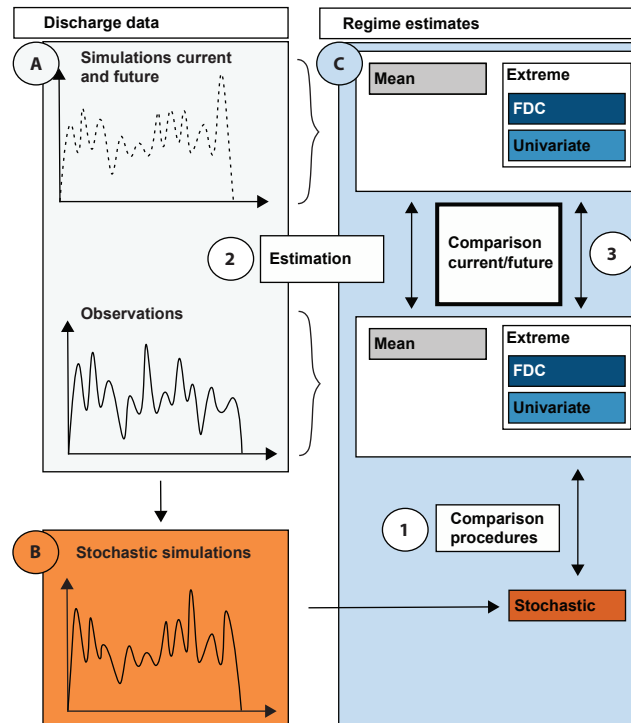 Discharge data
Regime estimates
A
Simulations current
and future
C
Mean
Extreme
FDC
Univariate
2
Estimation
Comparison
current/future
3
Observations
Mean
Extreme
FDC
Univariate
1
Comparison
procedures
B
Stochastic simulations
Stochastic